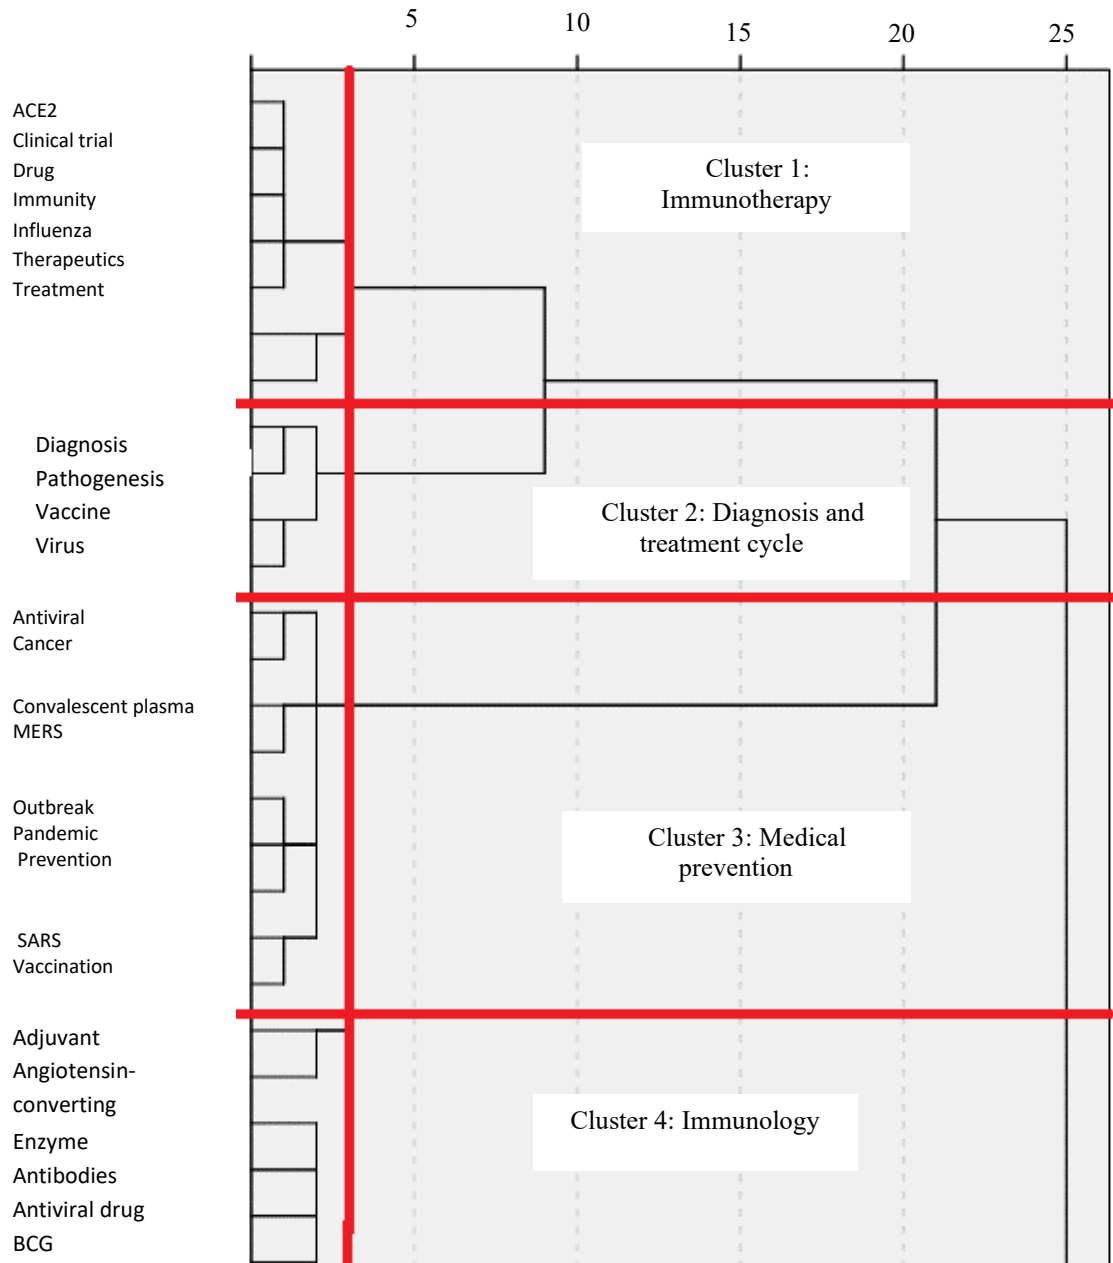 5
10
15
20
25
ACE2
Clinical trial
Drug
Immunity
Influenza
Therapeutics
Treatment
Cluster 1:
Immunotherapy
Diagnosis
Pathogenesis
Vaccine
Virus
Cluster 2: Diagnosis and
treatment cycle
Antiviral
Cancer
Convalescent plasma
MERS
Outbreak
Pandemic
Prevention
SARS
Vaccination
Cluster 3: Medical
prevention
Adjuvant
Angiotensin-
converting
Enzyme
Antibodies
Antiviral drug
BCG
Cluster 4: Immunology